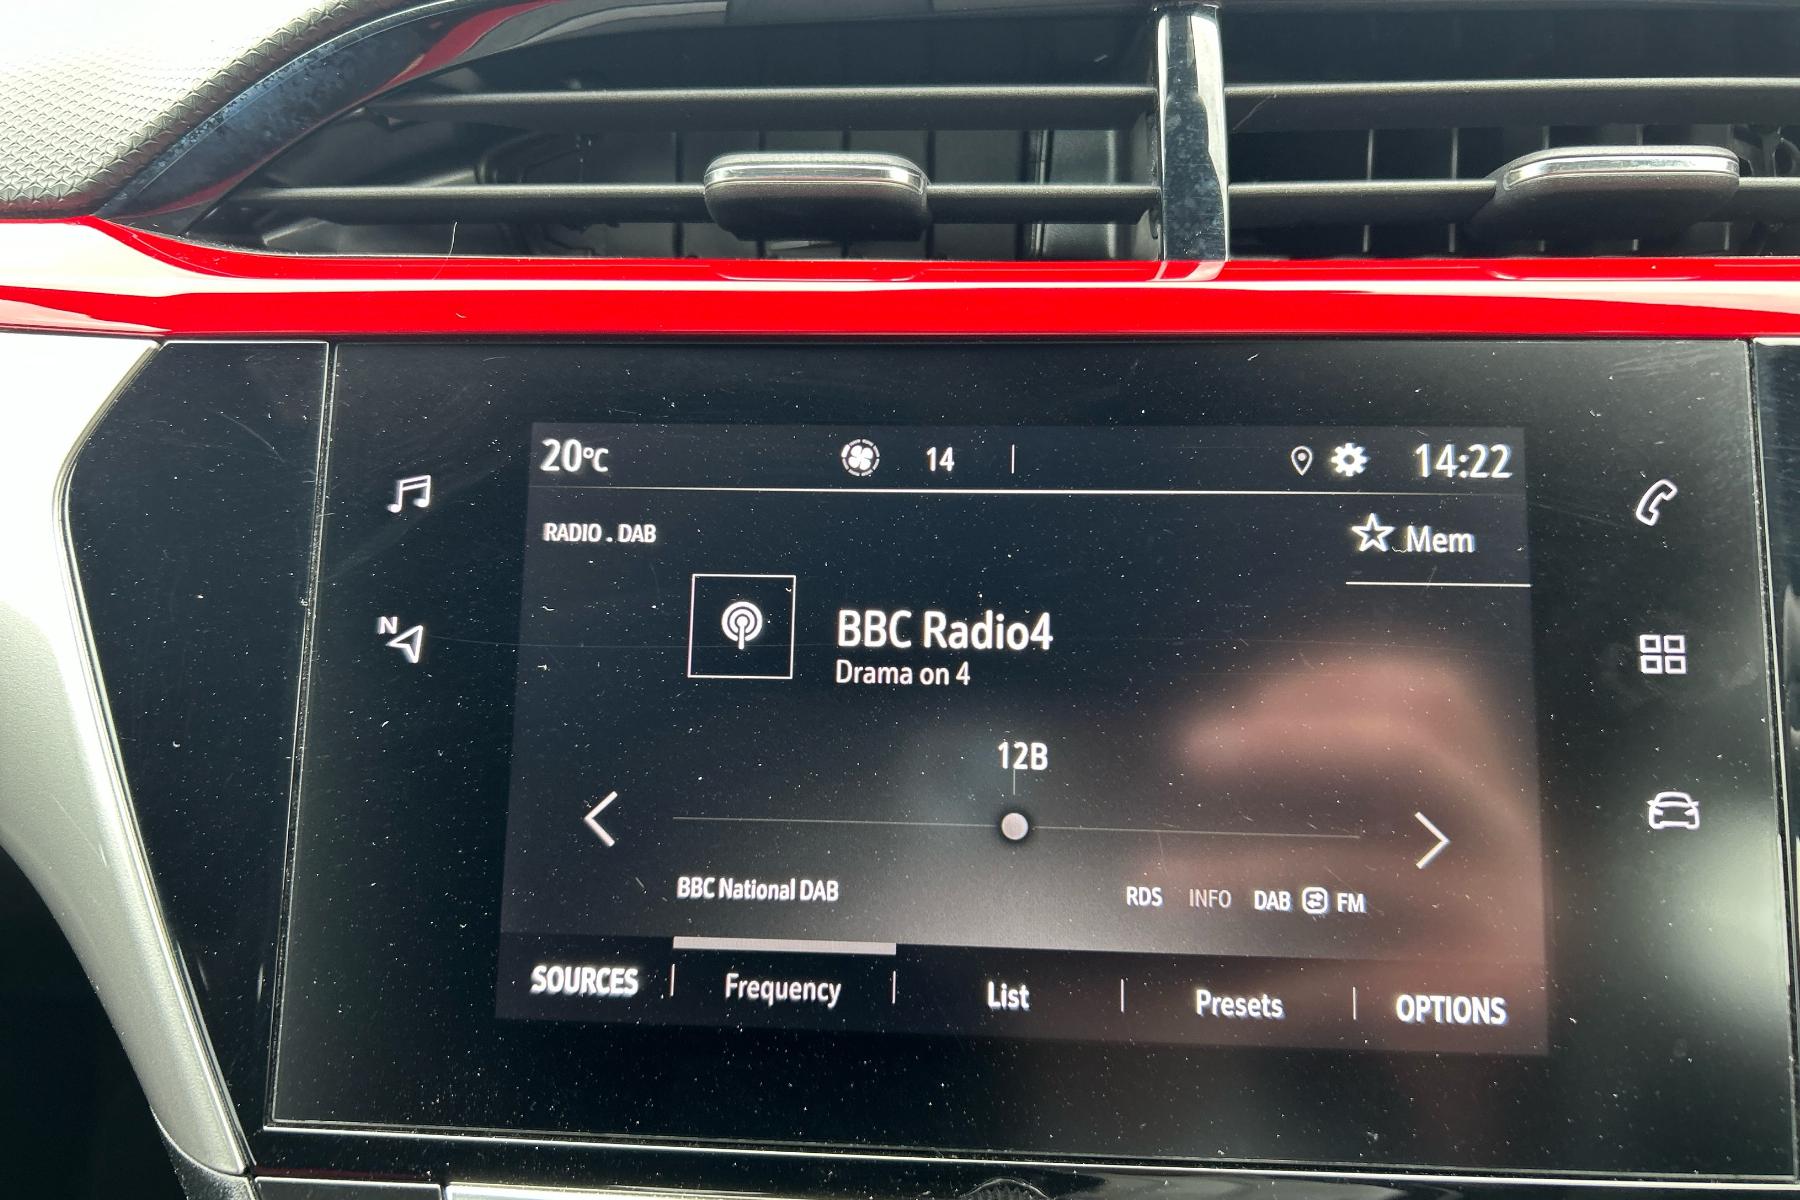 20°C 14 14:22
RADIO . DAB
Mem
BBC Radio4
Drama on 4
N
12B
BBC National DAB RDS INFO DAB FM
SOURCES Frequency List Presets OPTIONS